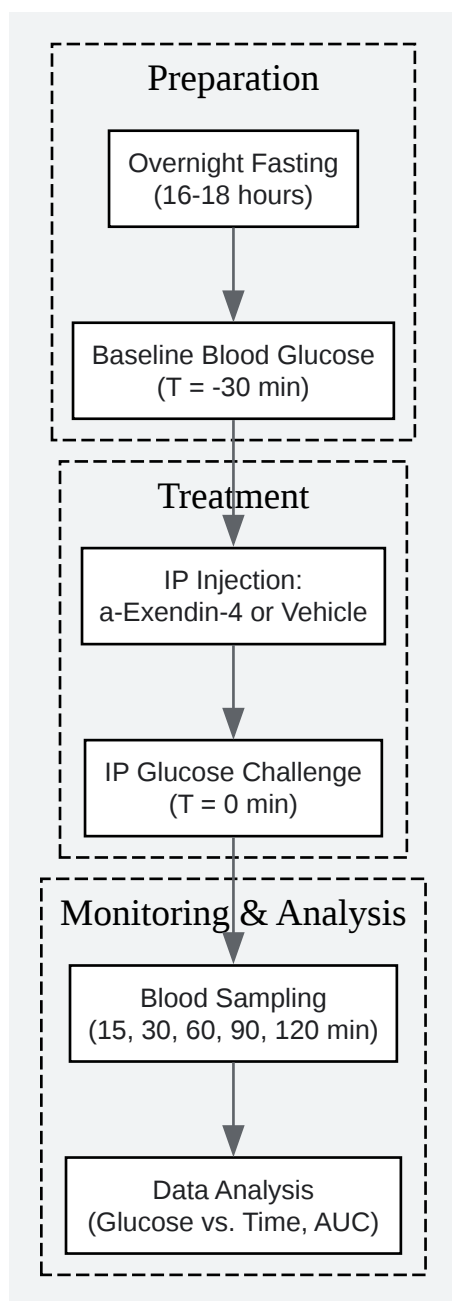 Preparation
Overnight Fasting
(16-18 hours)
Baseline Blood Glucose
(T = -30 min)
Treatment
IP Injection:
a-Exendin-4 or Vehicle
IP Glucose Challenge
(T = 0 min)
Monitoring & Analysis
Blood Sampling
(15, 30, 60, 90, 120 min)
Data Analysis
(Glucose vs. Time, AUC)